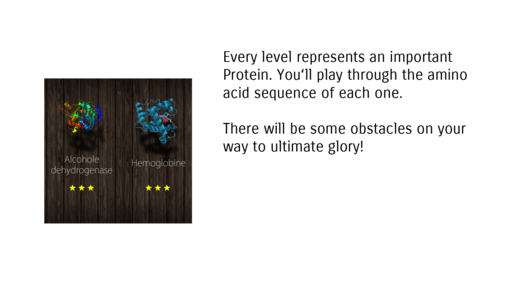 Every level represents an important
Protein. You'll play through the amino
acid sequence of each one.
There will be some obstacles on your
way to ultimate glory!
Alcohole
dehydrogenase
Hemoglobine